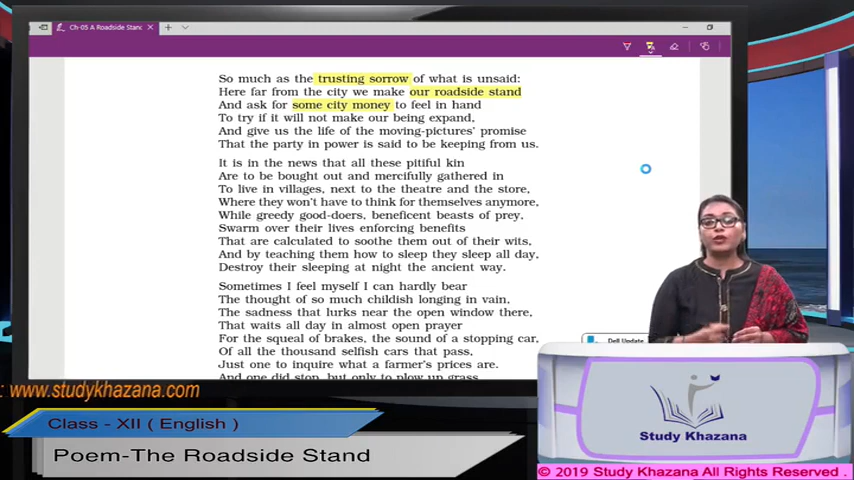 Ch-05 A Roadside Stand
So much as the trusting sorrow of what is unsaid:
Here far from the city we make our roadside stand
And ask for some city money to feel in hand
To try if it will not make our being expand,
And give us the life of the moving-pictures' promise
That the party in power is said to be keeping from us.
It is in the news that all these pitiful kin
Are to be bought out and mercifully gathered in
To live in villages, next to the theatre and the store,
Where they won't have to think for themselves anymore,
While greedy good-doers, beneficent beasts of prey,
Swarm over their lives enforcing benefits
That are calculated to soothe them out of their wits,
And by teaching them how to sleep they sleep all day,
Destroy their sleeping at night the ancient way.
Sometimes I feel myself I can hardly bear
The thought of so much childish longing in vain,
The sadness that lurks near the open window there,
That waits all day in almost open prayer
For the squeal of brakes, the sound of a stopping car,
Of all the thousand selfish cars that pass,
Just one to inquire what a farmer's prices are.
And one did stop, but only to plow up grass
Dell Update
: www.studykhazana.com
Class - XII ( English )
Poem-The Roadside Stand
Study Khazana
© 2019 Study Khazana All Rights Reserved .